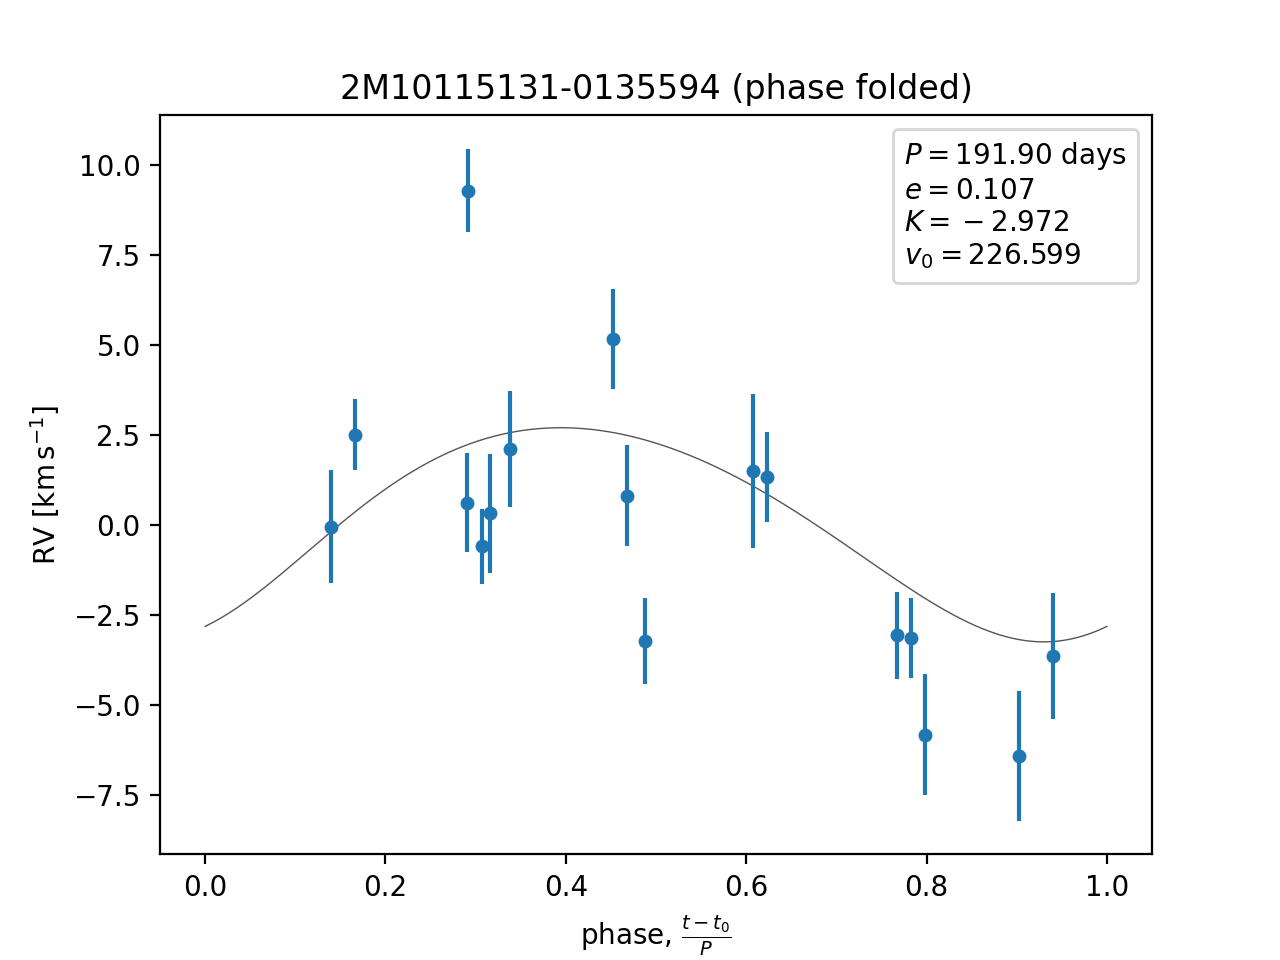 2M10115131-0135594 (phase folded)
P = 191.90 days
e = 0.107
K = −2.972
v₀ = 226.599
10.0
7.5
5.0
2.5
0.0
−2.5
−5.0
−7.5
RV [km s⁻¹]
0.0 0.2 0.4 0.6 0.8 1.0
phase, (t − t₀)/P